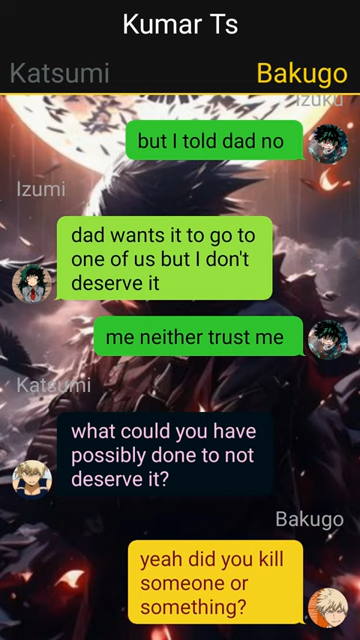 Kumar Ts
Katsumi
Bakugo
Izuku
but I told dad no
Izumi
dad wants it to go to
one of us but I don't
deserve it
me neither trust me
Katsumi
what could you have
possibly done to not
deserve it?
Bakugo
yeah did you kill
someone or
something?